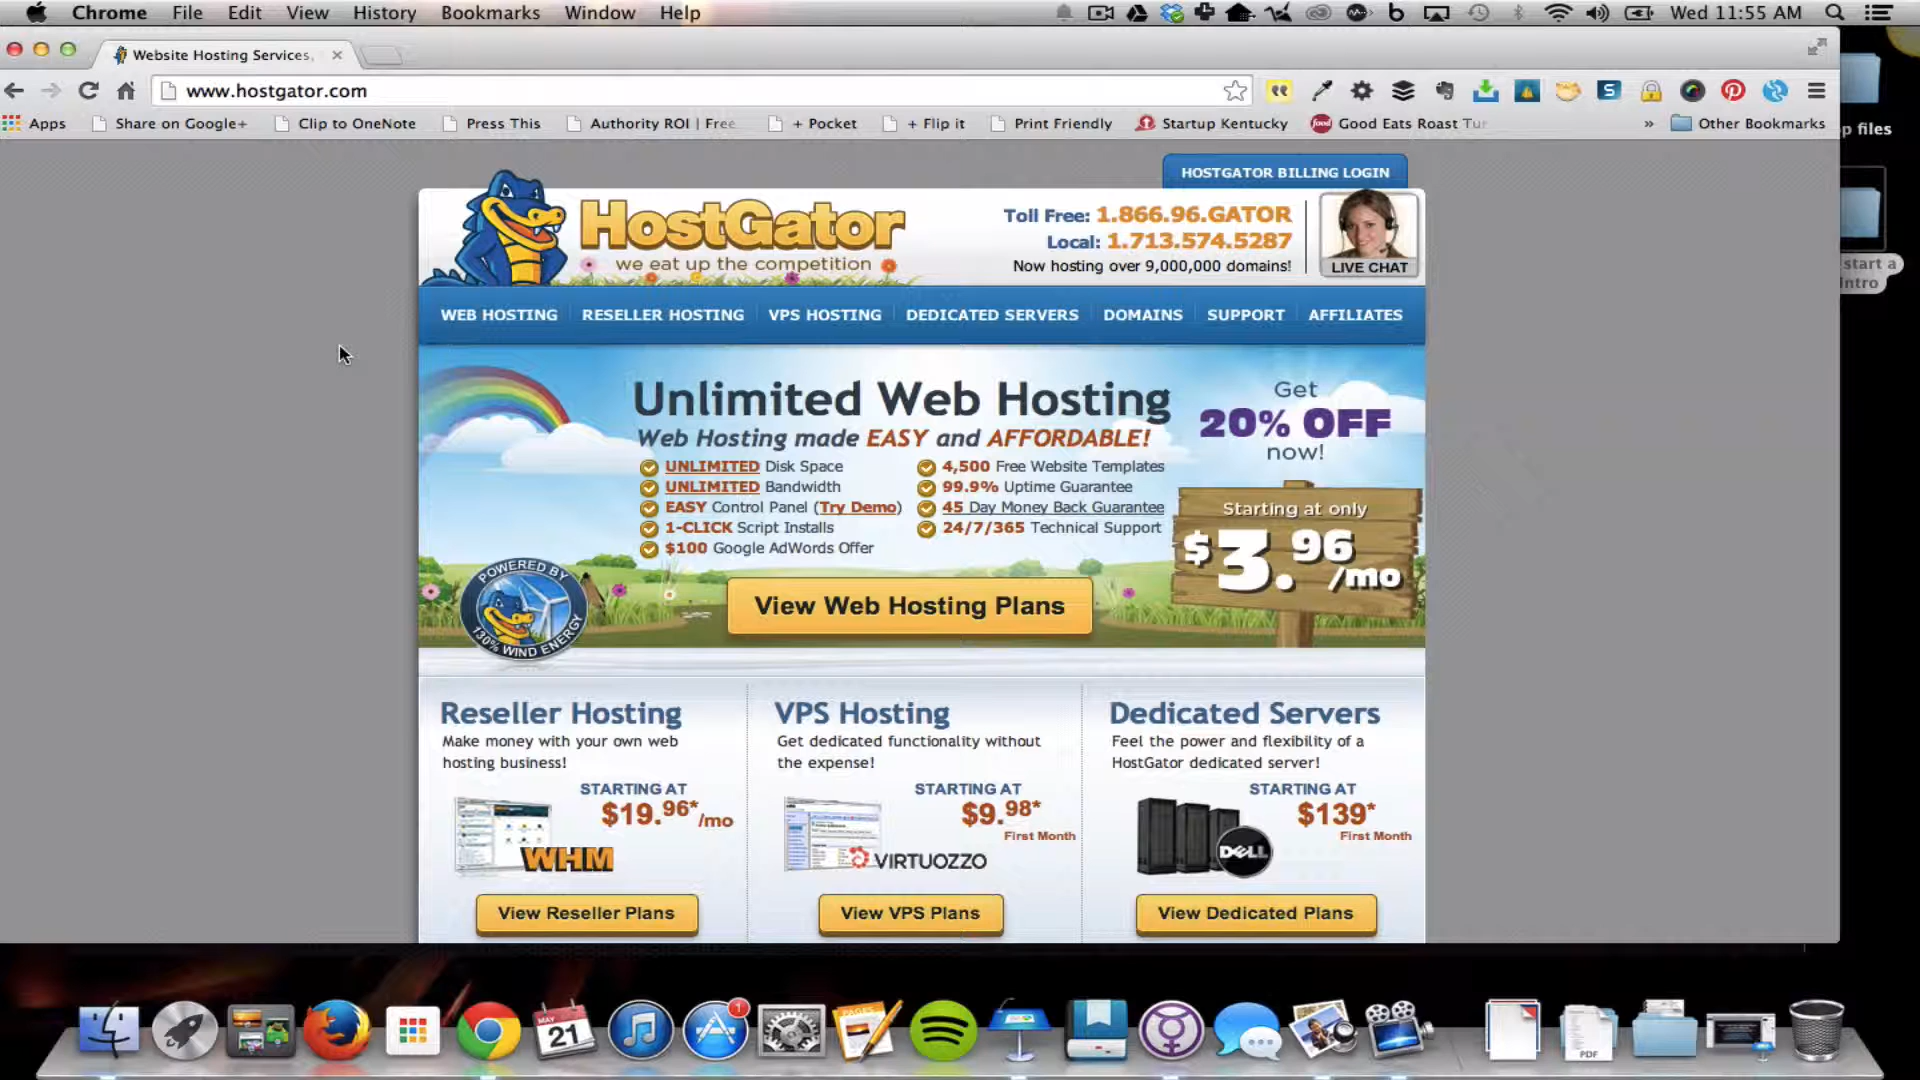 Chrome File Edit View History Bookmarks Window Help Wed 11:55 AM
Website Hosting Services,
www.hostgator.com
Apps Share on Google+ Clip to OneNote Press This Authority ROI | Free + Pocket + Flip it Print Friendly Startup Kentucky Good Eats Roast Tur » Other Bookmarks
p files
start a
Intro
HOSTGATOR BILLING LOGIN
HostGator
we eat up the competition
Toll Free: 1.866.96.GATOR
Local: 1.713.574.5287
Now hosting over 9,000,000 domains!
LIVE CHAT
WEB HOSTING RESELLER HOSTING VPS HOSTING DEDICATED SERVERS DOMAINS SUPPORT AFFILIATES
Unlimited Web Hosting
Web Hosting made EASY and AFFORDABLE!
UNLIMITED Disk Space
UNLIMITED Bandwidth
EASY Control Panel (Try Demo)
1-CLICK Script Installs
$100 Google AdWords Offer
4,500 Free Website Templates
99.9% Uptime Guarantee
45 Day Money Back Guarantee
24/7/365 Technical Support
Get
20% OFF
now!
Starting at only
$3.96/mo
POWERED BY
130% WIND ENERGY
View Web Hosting Plans
Reseller Hosting
Make money with your own web
hosting business!
STARTING AT
$19.96*/mo
WHM
View Reseller Plans
VPS Hosting
Get dedicated functionality without
the expense!
STARTING AT
$9.98*
First Month
VIRTUOZZO
View VPS Plans
Dedicated Servers
Feel the power and flexibility of a
HostGator dedicated server!
STARTING AT
$139*
First Month
DELL
View Dedicated Plans
MAY
21
1
PDF